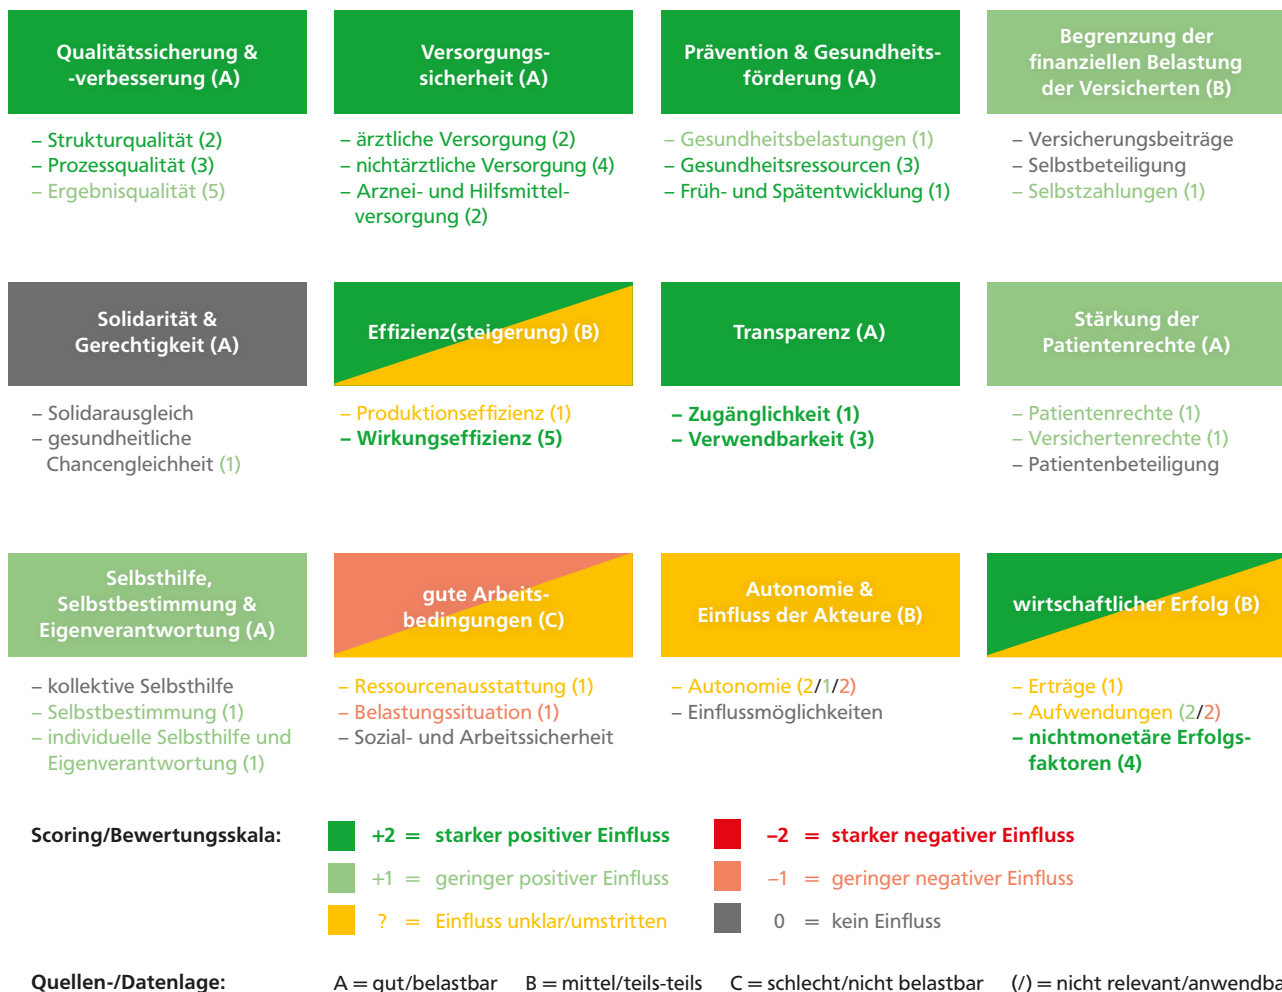 Qualitätssicherung &
-verbesserung (A)
– Strukturqualität (2)
– Prozessqualität (3)
– Ergebnisqualität (5)
Versorgungs-
sicherheit (A)
– ärztliche Versorgung (2)
– nichtärztliche Versorgung (4)
– Arznei- und Hilfsmittel-
versorgung (2)
Prävention & Gesundheits-
förderung (A)
– Gesundheitsbelastungen (1)
– Gesundheitsressourcen (3)
– Früh- und Spätentwicklung (1)
Begrenzung der
finanziellen Belastung
der Versicherten (B)
– Versicherungsbeiträge
– Selbstbeteiligung
– Selbstzahlungen (1)
Solidarität &
Gerechtigkeit (A)
– Solidarausgleich
– gesundheitliche
Chancengleichheit (1)
Effizienz(steigerung) (B)
– Produktionseffizienz (1)
– Wirkungseffizienz (5)
Transparenz (A)
– Zugänglichkeit (1)
– Verwendbarkeit (3)
Stärkung der
Patientenrechte (A)
– Patientenrechte (1)
– Versichertenrechte (1)
– Patientenbeteiligung
Selbsthilfe,
Selbstbestimmung &
Eigenverantwortung (A)
– kollektive Selbsthilfe
– Selbstbestimmung (1)
– individuelle Selbsthilfe und
Eigenverantwortung (1)
gute Arbeits-
bedingungen (C)
– Ressourcenausstattung (1)
– Belastungssituation (1)
– Sozial- und Arbeitssicherheit
Autonomie &
Einfluss der Akteure (B)
– Autonomie (2/1/2)
– Einflussmöglichkeiten
wirtschaftlicher Erfolg (B)
– Erträge (1)
– Aufwendungen (2/2)
– nichtmonetäre Erfolgs-
faktoren (4)
Scoring/Bewertungsskala:
+2 = starker positiver Einfluss
+1 = geringer positiver Einfluss
? = Einfluss unklar/umstritten
–2 = starker negativer Einfluss
–1 = geringer negativer Einfluss
0 = kein Einfluss
Quellen-/Datenlage: A = gut/belastbar B = mittel/teils-teils C = schlecht/nicht belastbar (/) = nicht relevant/anwendba